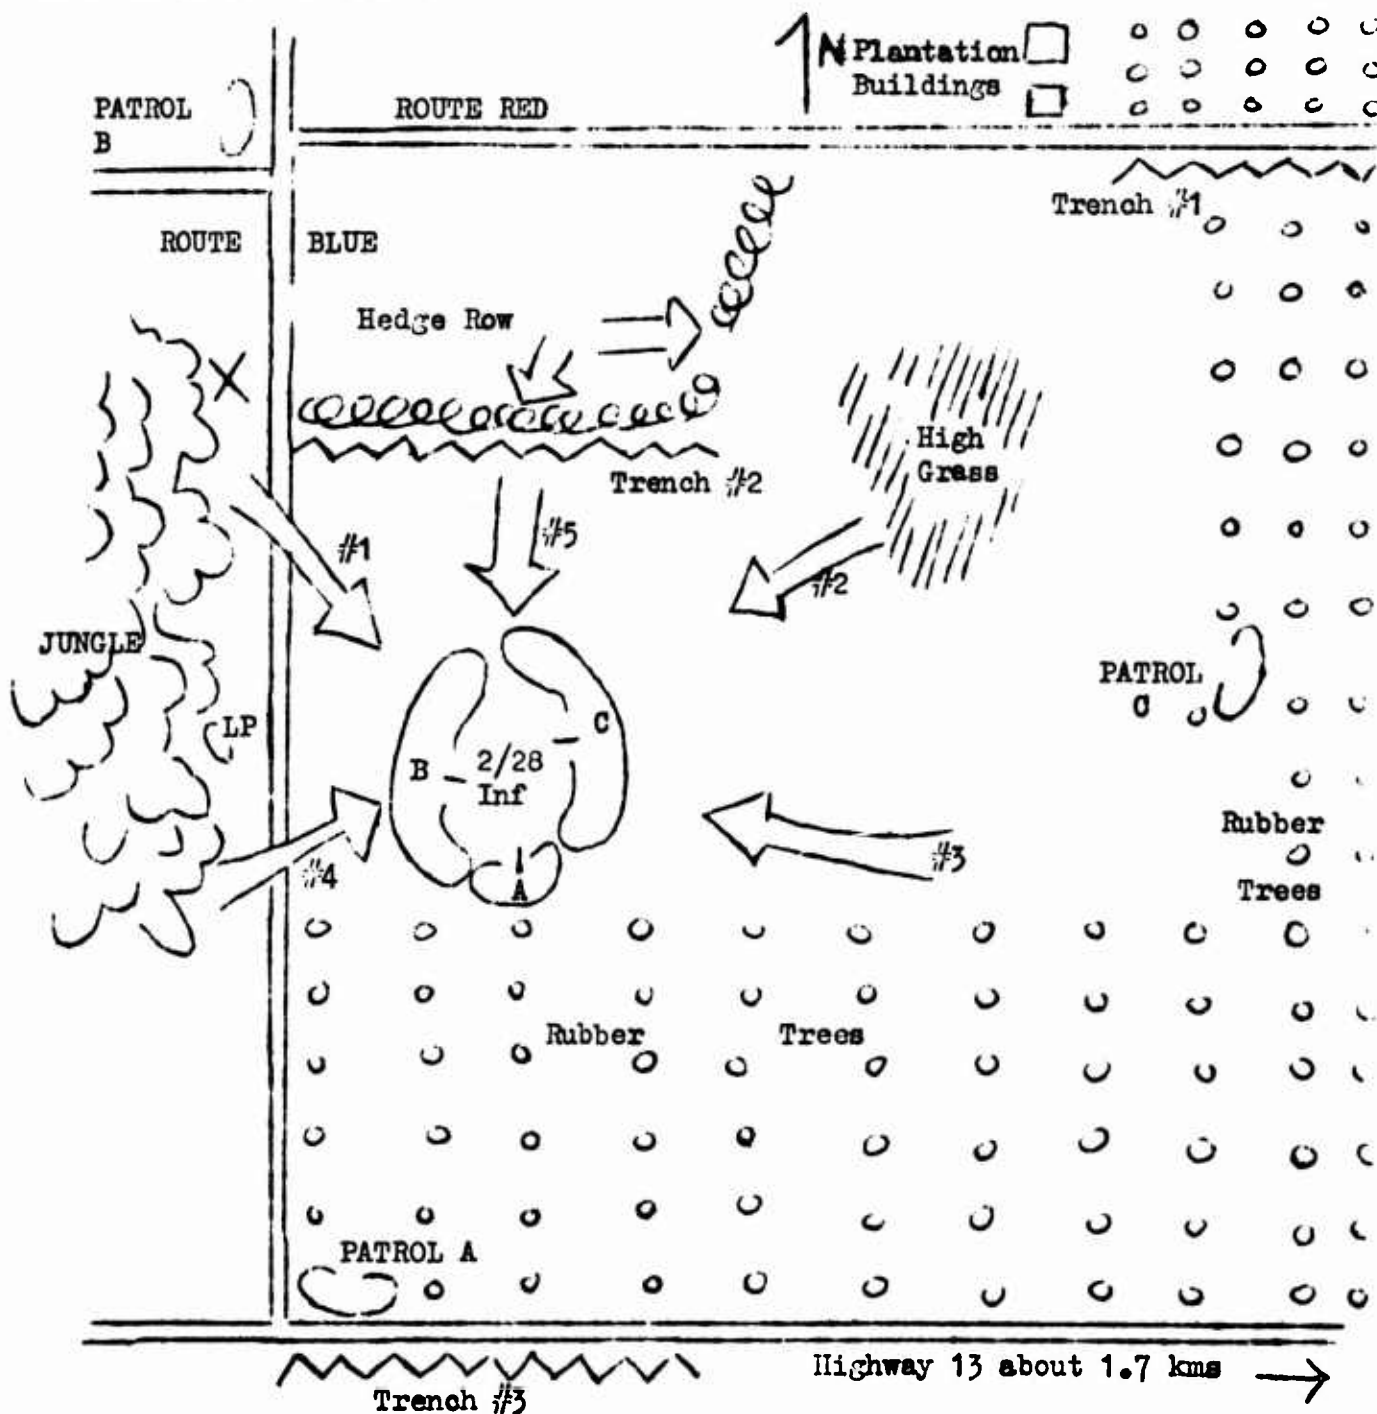 N Plantation
Buildings
PATROL
B
ROUTE RED
Trench #1
ROUTE BLUE
Hedge Row
High
Grass
Trench #2
#5
#1
#2
JUNGLE
PATROL
C
LP
C
B
2/28
Inf
Rubber
Trees
#3
#4
A
Rubber Trees
PATROL A
Highway 13 about 1.7 kms
Trench #3